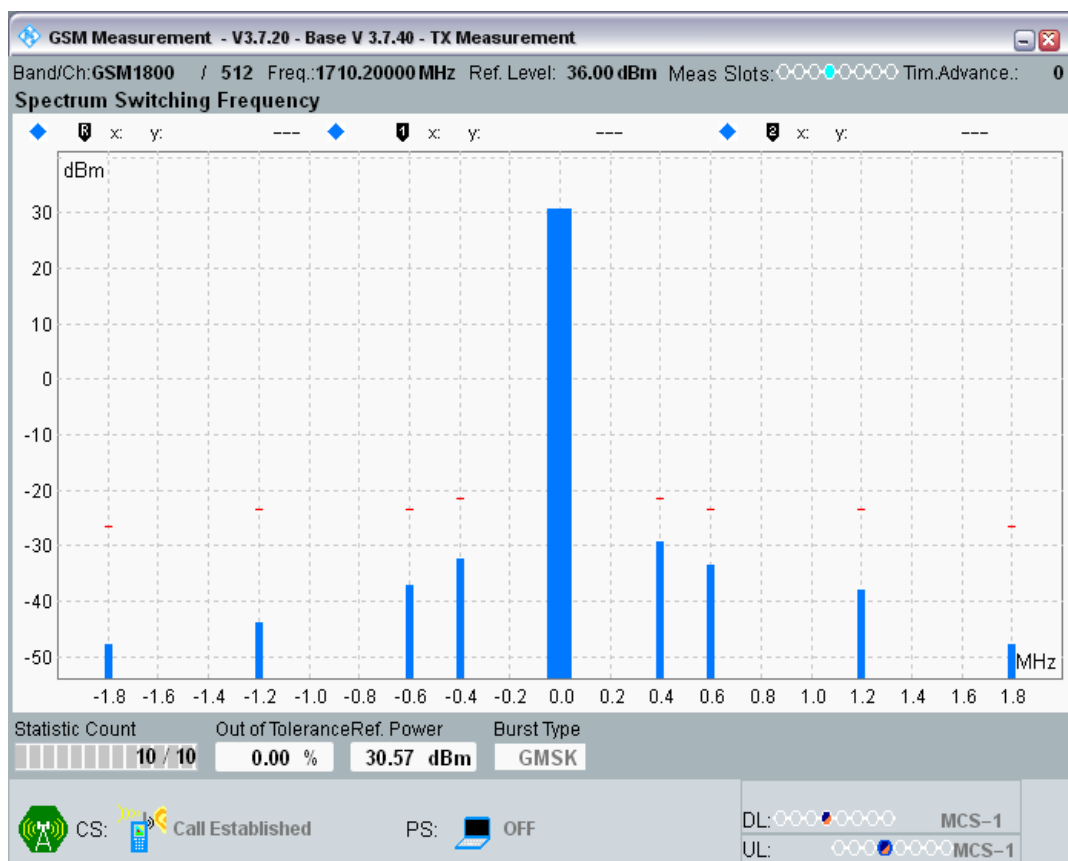 GSM Measurement - V3.7.20 - Base V 3.7.40 - TX Measurement
Band/Ch:GSM1800 / 512 Freq.:1710.20000 MHz Ref. Level: 36.00 dBm Meas Slots: Tim.Advance.: 0
Spectrum Switching Frequency
R x: y: --- 1 x: y: --- 2 x: y: ---
dBm
30
20
10
0
-10
-20
-30
-40
-50
MHz
-1.8 -1.6 -1.4 -1.2 -1.0 -0.8 -0.6 -0.4 -0.2 0.0 0.2 0.4 0.6 0.8 1.0 1.2 1.4 1.6 1.8
Statistic Count Out of Tolerance Ref. Power Burst Type
10 / 10 0.00 % 30.57 dBm GMSK
CS: Call Established PS: OFF
DL: MCS-1
UL: MCS-1